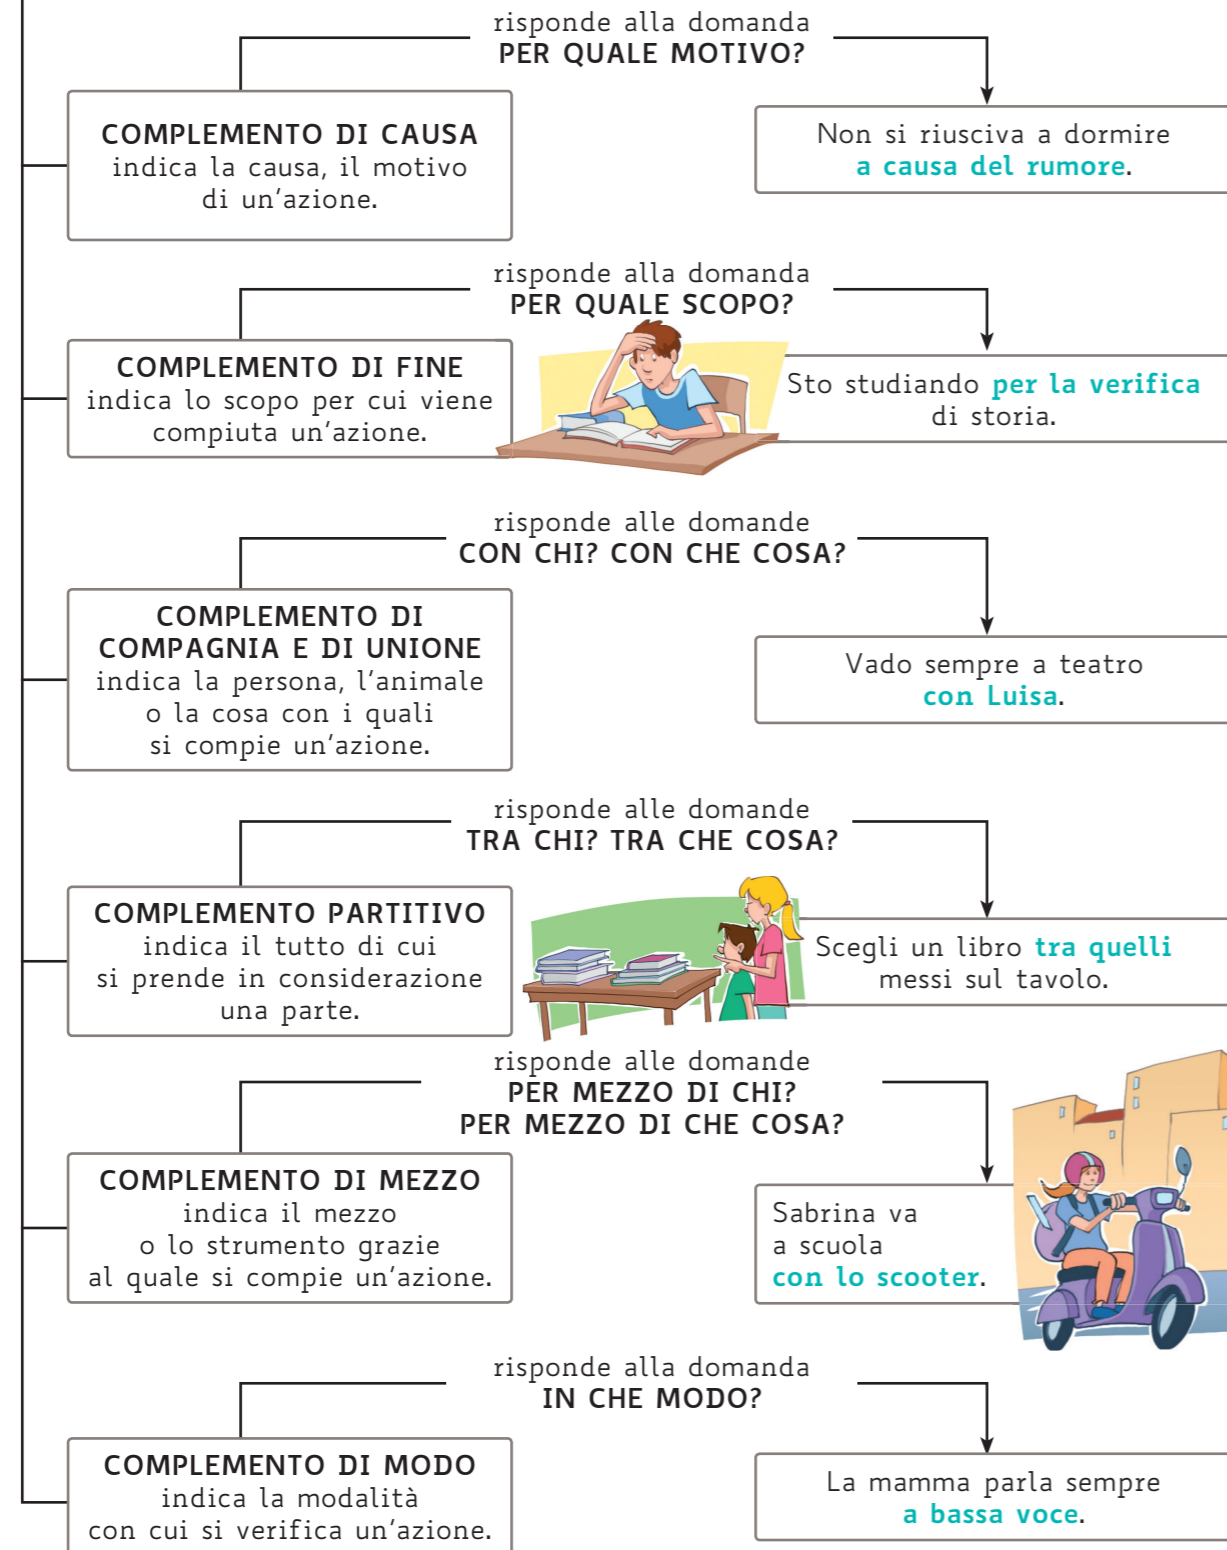 risponde alla domanda
PER QUALE MOTIVO?
COMPLEMENTO DI CAUSA
indica la causa, il motivo
di un'azione.
Non si riusciva a dormire
a causa del rumore.
risponde alla domanda
PER QUALE SCOPO?
COMPLEMENTO DI FINE
indica lo scopo per cui viene
compiuta un'azione.
Sto studiando per la verifica
di storia.
risponde alle domande
CON CHI? CON CHE COSA?
COMPLEMENTO DI
COMPAGNIA E DI UNIONE
indica la persona, l'animale
o la cosa con i quali
si compie un'azione.
Vado sempre a teatro
con Luisa.
risponde alle domande
TRA CHI? TRA CHE COSA?
COMPLEMENTO PARTITIVO
indica il tutto di cui
si prende in considerazione
una parte.
Scegli un libro tra quelli
messi sul tavolo.
risponde alle domande
PER MEZZO DI CHI?
PER MEZZO DI CHE COSA?
COMPLEMENTO DI MEZZO
indica il mezzo
o lo strumento grazie
al quale si compie un'azione.
Sabrina va
a scuola
con lo scooter.
risponde alla domanda
IN CHE MODO?
COMPLEMENTO DI MODO
indica la modalità
con cui si verifica un'azione.
La mamma parla sempre
a bassa voce.